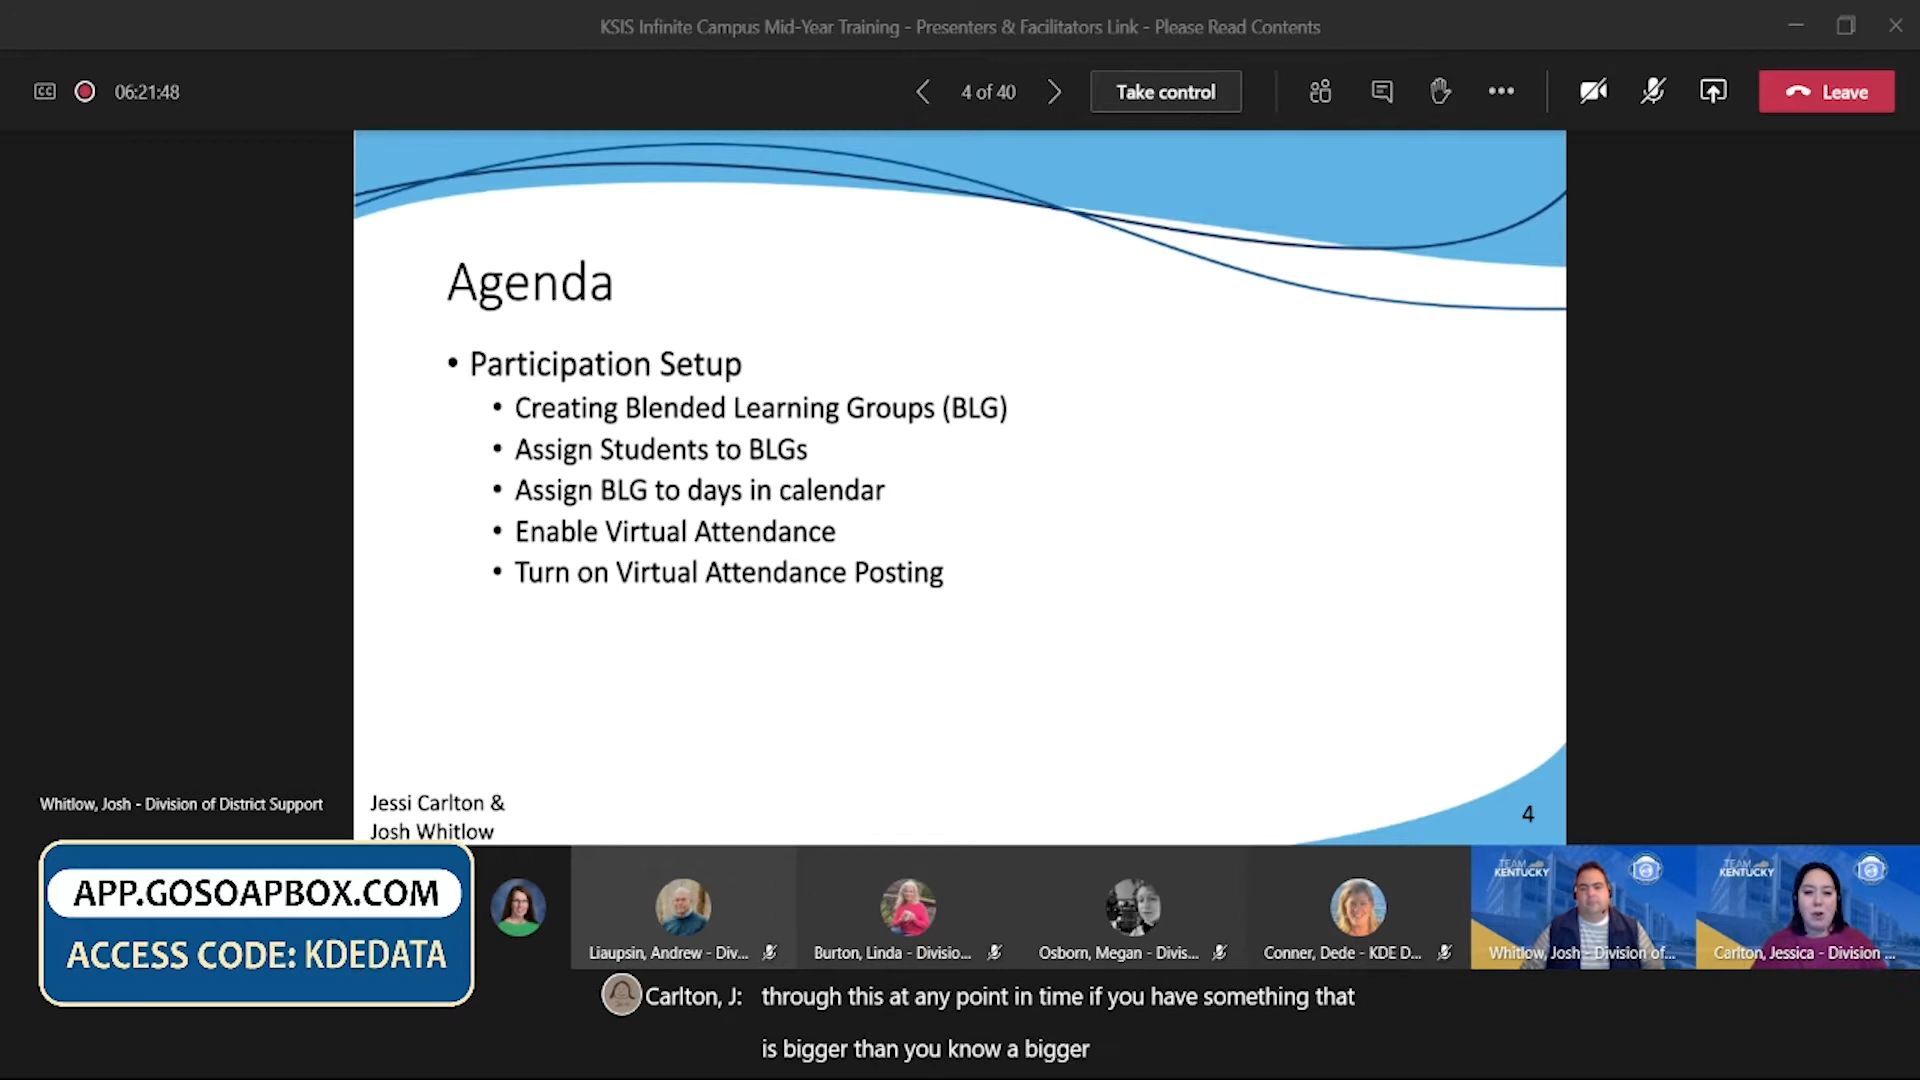 KSIS Infinite Campus Mid-Year Training - Presenters & Facilitators Link - Please Read Contents
CC
06:21:48
4 of 40
Take control
Leave
Agenda
• Participation Setup
• Creating Blended Learning Groups (BLG)
• Assign Students to BLGs
• Assign BLG to days in calendar
• Enable Virtual Attendance
• Turn on Virtual Attendance Posting
Whitlow, Josh - Division of District Support
Jessi Carlton &
Josh Whitlow
4
APP.GOSOAPBOX.COM
ACCESS CODE: KDEDATA
Liaupsin, Andrew - Div...
Burton, Linda - Divisio...
Osborn, Megan - Divis...
Conner, Dede - KDE D...
TEAM
KENTUCKY
Whitlow, Josh - Division of...
TEAM
KENTUCKY
Carlton, Jessica - Division ...
Carlton, J: through this at any point in time if you have something that
is bigger than you know a bigger